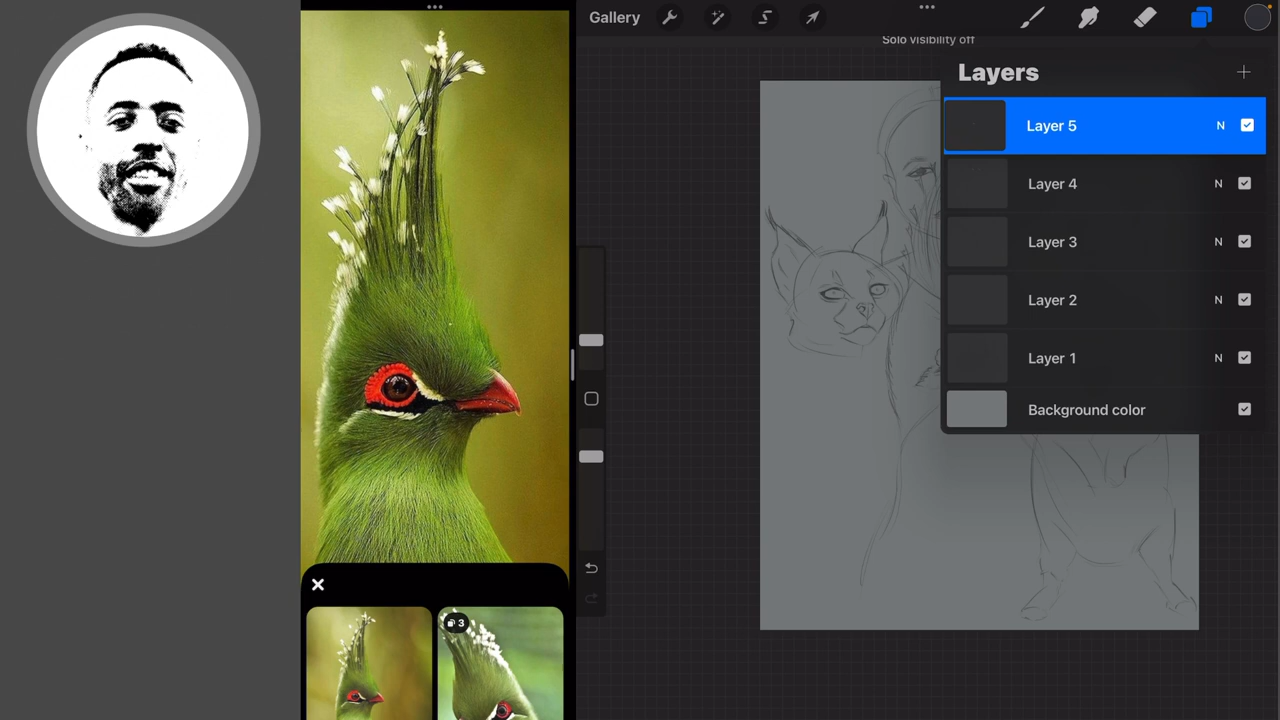 Gallery
Solo visibility off
Layers
Layer 5 N
Layer 4 N
Layer 3 N
Layer 2 N
Layer 1 N
Background color
3